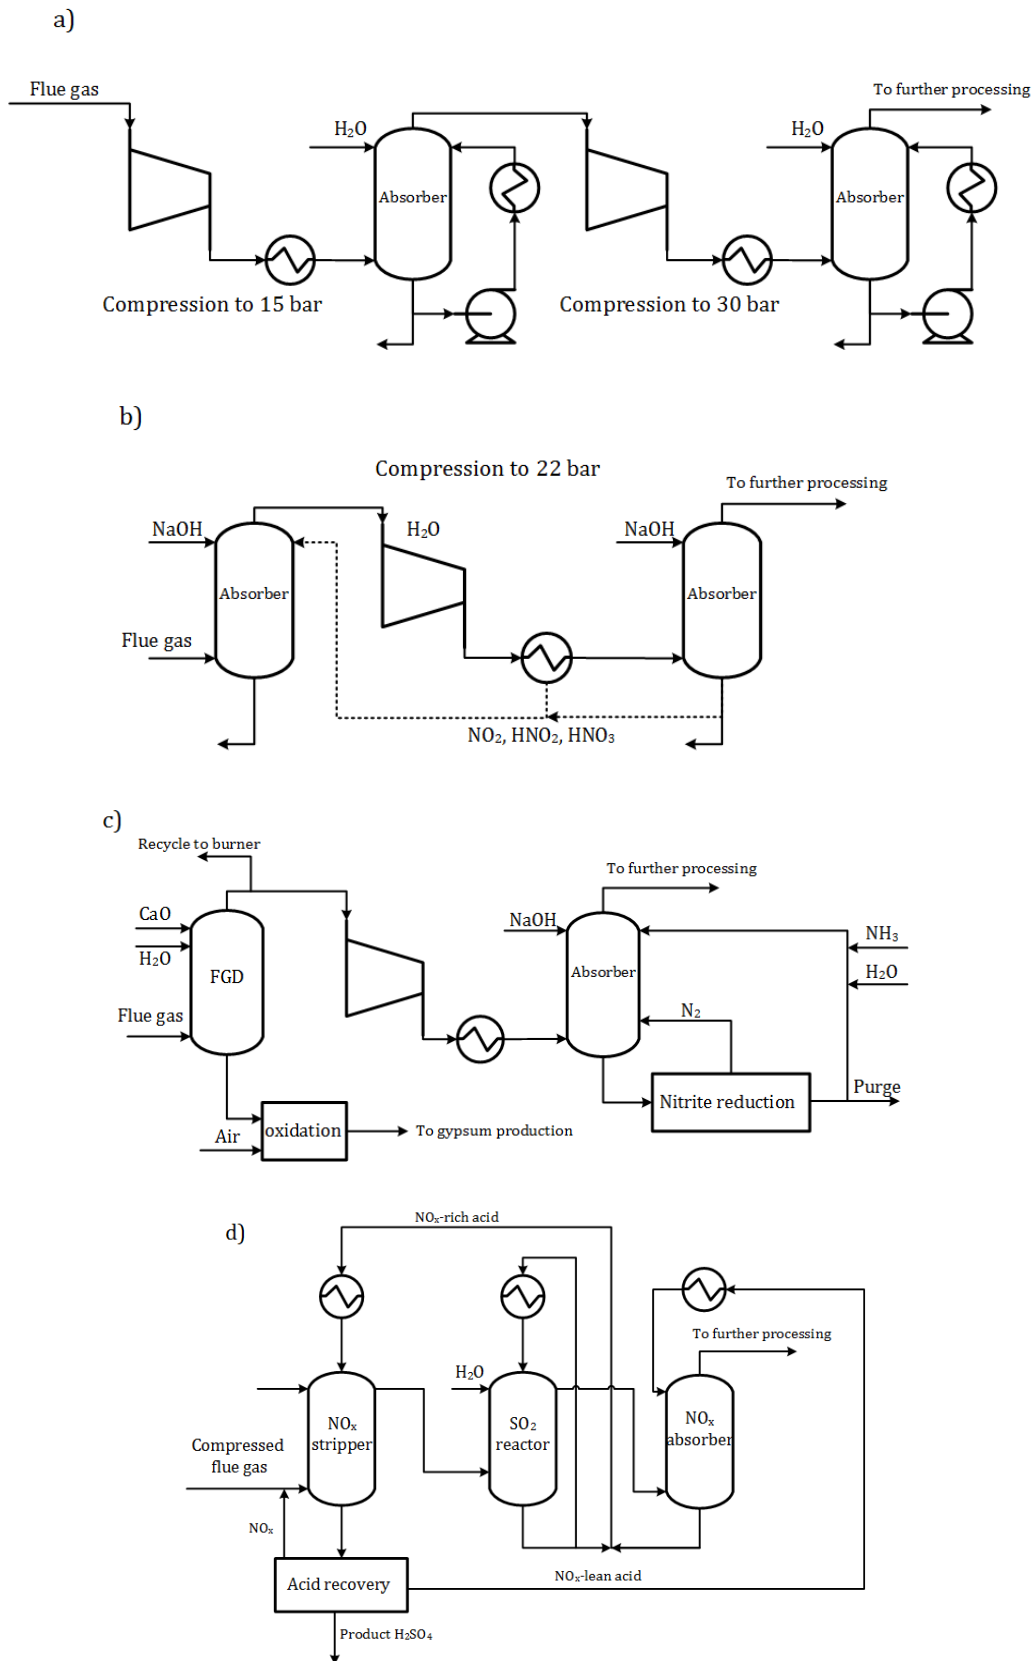 a)
Flue gas
To further processing
H₂O
H₂O
Absorber
Absorber
Compression to 15 bar
Compression to 30 bar
b)
Compression to 22 bar
To further processing
NaOH
H₂O
NaOH
Absorber
Absorber
Flue gas
NO₂, HNO₂, HNO₃
c)
Recycle to burner
To further processing
CaO
NaOH
NH₃
H₂O
FGD
Absorber
H₂O
N₂
Flue gas
Nitrite reduction
Purge
Air
oxidation
To gypsum production
d)
NOₓ-rich acid
To further processing
H₂O
NOₓ
stripper
SO₂
reactor
NOₓ
absorber
Compressed
flue gas
NOₓ
Acid recovery
NOₓ-lean acid
Product H₂SO₄